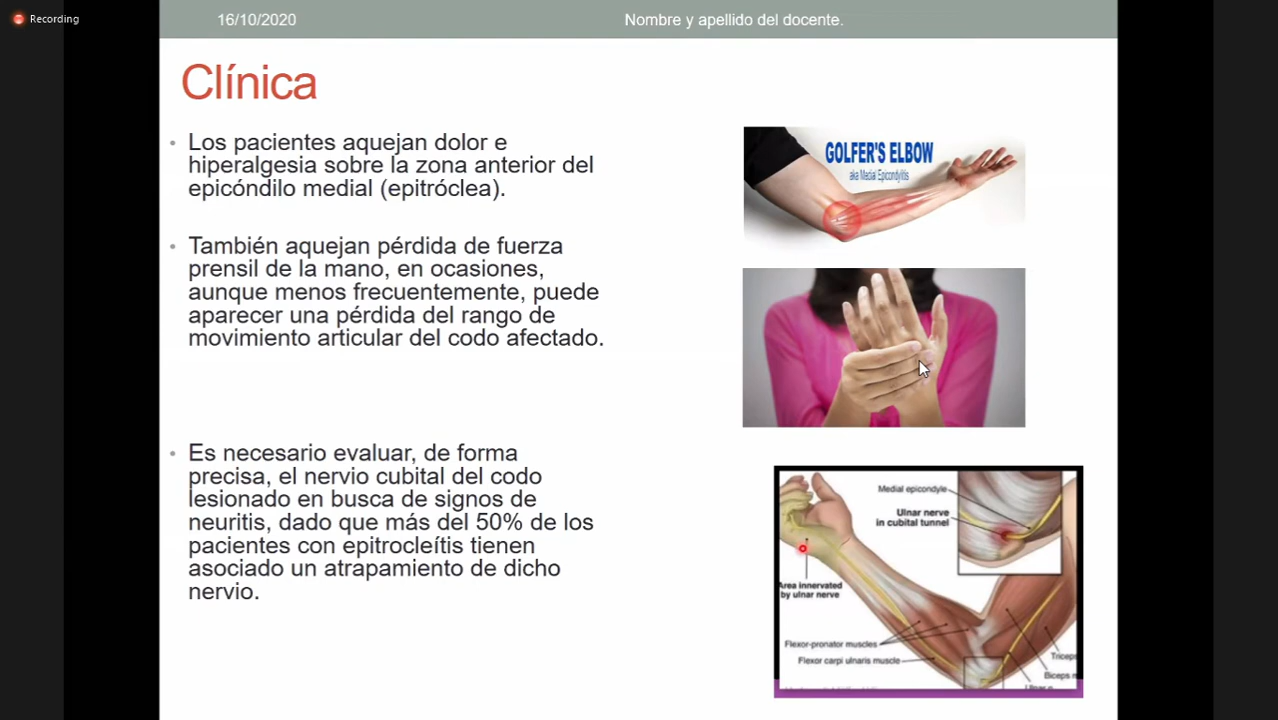 Recording
16/10/2020
Nombre y apellido del docente.
Clínica
• Los pacientes aquejan dolor e
hiperalgesia sobre la zona anterior del
epicóndilo medial (epitróclea).
• También aquejan pérdida de fuerza
prensil de la mano, en ocasiones,
aunque menos frecuentemente, puede
aparecer una pérdida del rango de
movimiento articular del codo afectado.
• Es necesario evaluar, de forma
precisa, el nervio cubital del codo
lesionado en busca de signos de
neuritis, dado que más del 50% de los
pacientes con epitrocleítis tienen
asociado un atrapamiento de dicho
nervio.
GOLFER'S ELBOW
aka Medial Epicondylitis
Medial epicondyle
Ulnar nerve
in cubital tunnel
Area innervated
by ulnar nerve
Flexor-pronator muscles
Flexor carpi ulnaris muscle
Triceps
Biceps m
Ulnar n